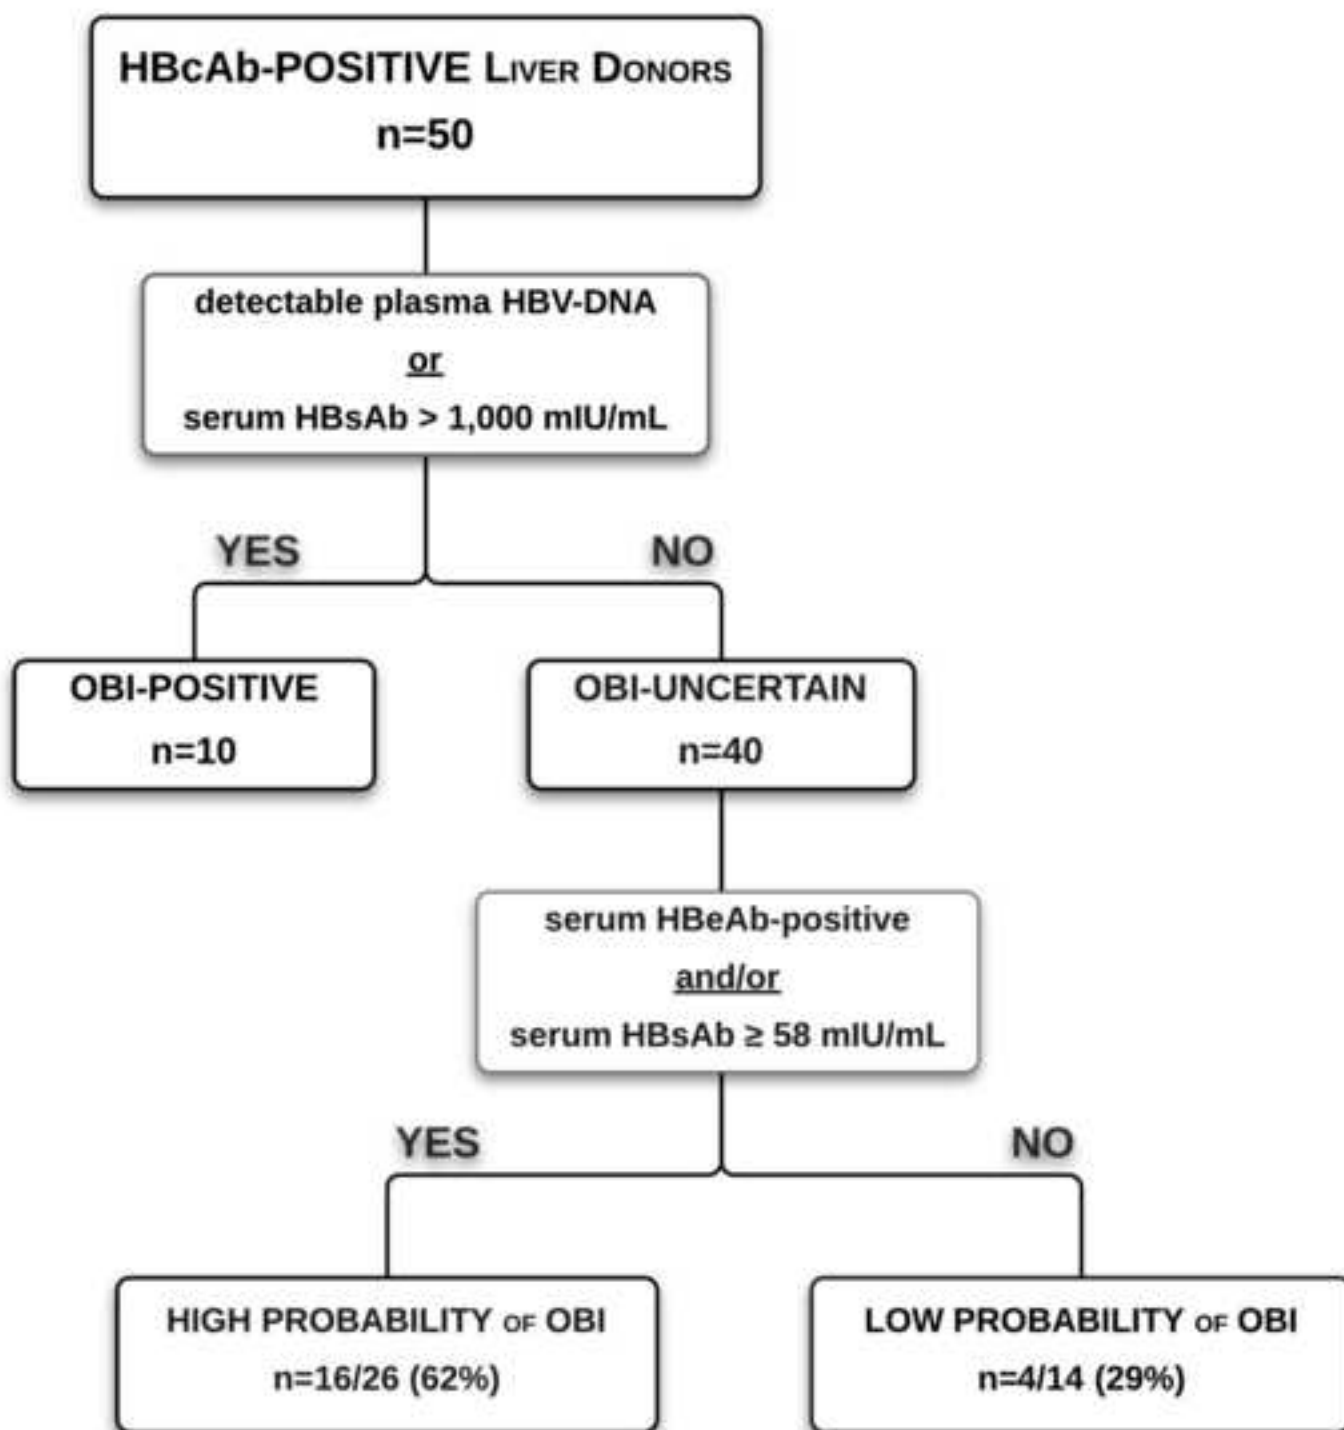 HBcAb-POSITIVE LIVER DONORS
n=50
detectable plasma HBV-DNA
or
serum HBsAb > 1,000 mIU/mL
YES
NO
OBI-POSITIVE
n=10
OBI-UNCERTAIN
n=40
serum HBeAb-positive
and/or
serum HBsAb ≥ 58 mIU/mL
YES
NO
HIGH PROBABILITY OF OBI
n=16/26 (62%)
LOW PROBABILITY OF OBI
n=4/14 (29%)